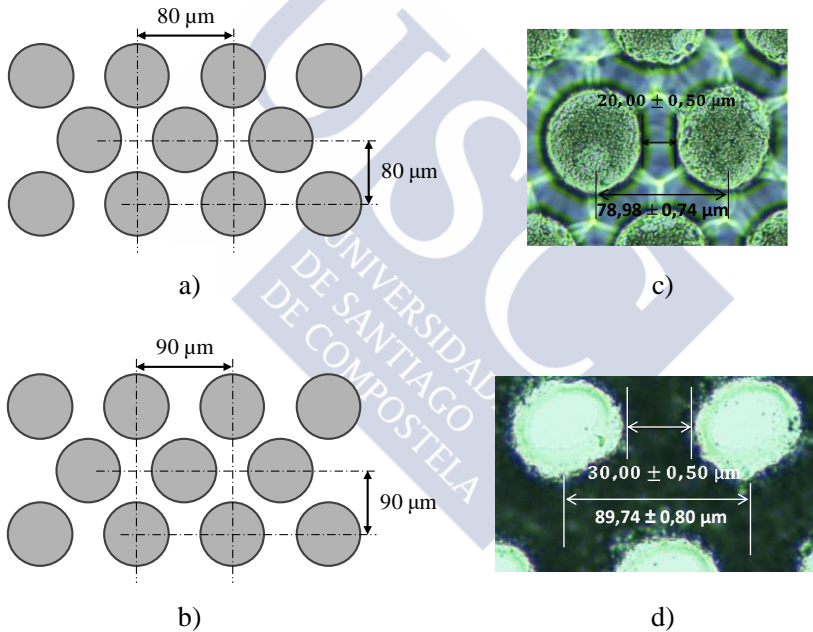 80 µm
80 µm
a)
20,00 ± 0,50 µm
78,98 ± 0,74 µm
c)
USC
UNIVERSIDADE
DE SANTIAGO
DE COMPOSTELA
90 µm
90 µm
b)
30,00 ± 0,50 µm
89,74 ± 0,80 µm
d)